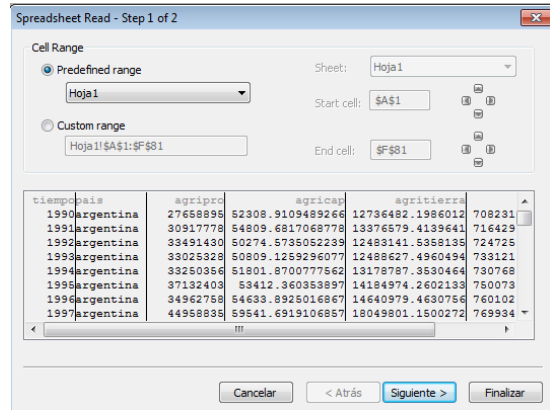 Spreadsheet Read - Step 1 of 2
Cell Range
Predefined range
Hoja1
Custom range
Hoja1!$A$1:$F$81
Sheet: Hoja1
Start cell: $A$1
End cell: $F$81
tiempo pais agripro agricap agritierra
1990 argentina 27658895 52308.9109489266 12736482.1986012 708231
1991 argentina 30917778 54809.6817068778 13376579.4139641 716429
1992 argentina 33491430 50274.5735052239 12483141.5358135 724725
1993 argentina 33025328 50809.1259296077 12488627.4960494 733121
1994 argentina 33250356 51801.8700777562 13178787.3530464 730768
1995 argentina 37132403 53412.360353897 14184974.2602133 750073
1996 argentina 34962758 54633.8925016867 14640979.4630756 760102
1997 argentina 44958835 59541.6919106857 18049801.1500272 769934
Cancelar
< Atrás
Siguiente >
Finalizar